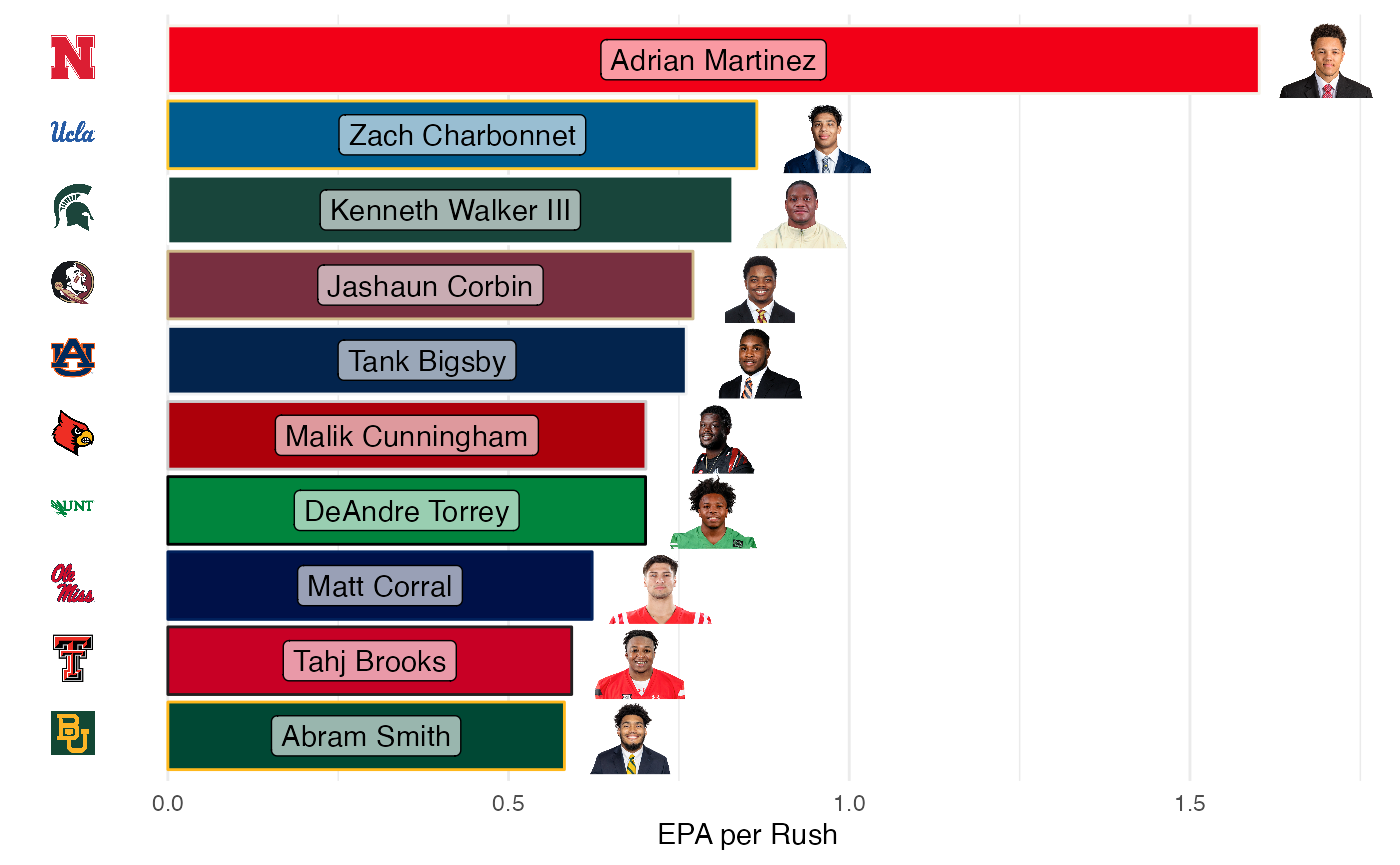 N
Adrian Martinez
Ucla
Zach Charbonnet
Kenneth Walker III
Jashaun Corbin
AU
Tank Bigsby
Malik Cunningham
UNT
DeAndre Torrey
Ole
Miss
Matt Corral
T
Tahj Brooks
BU
Abram Smith
0.0 0.5 1.0 1.5
EPA per Rush